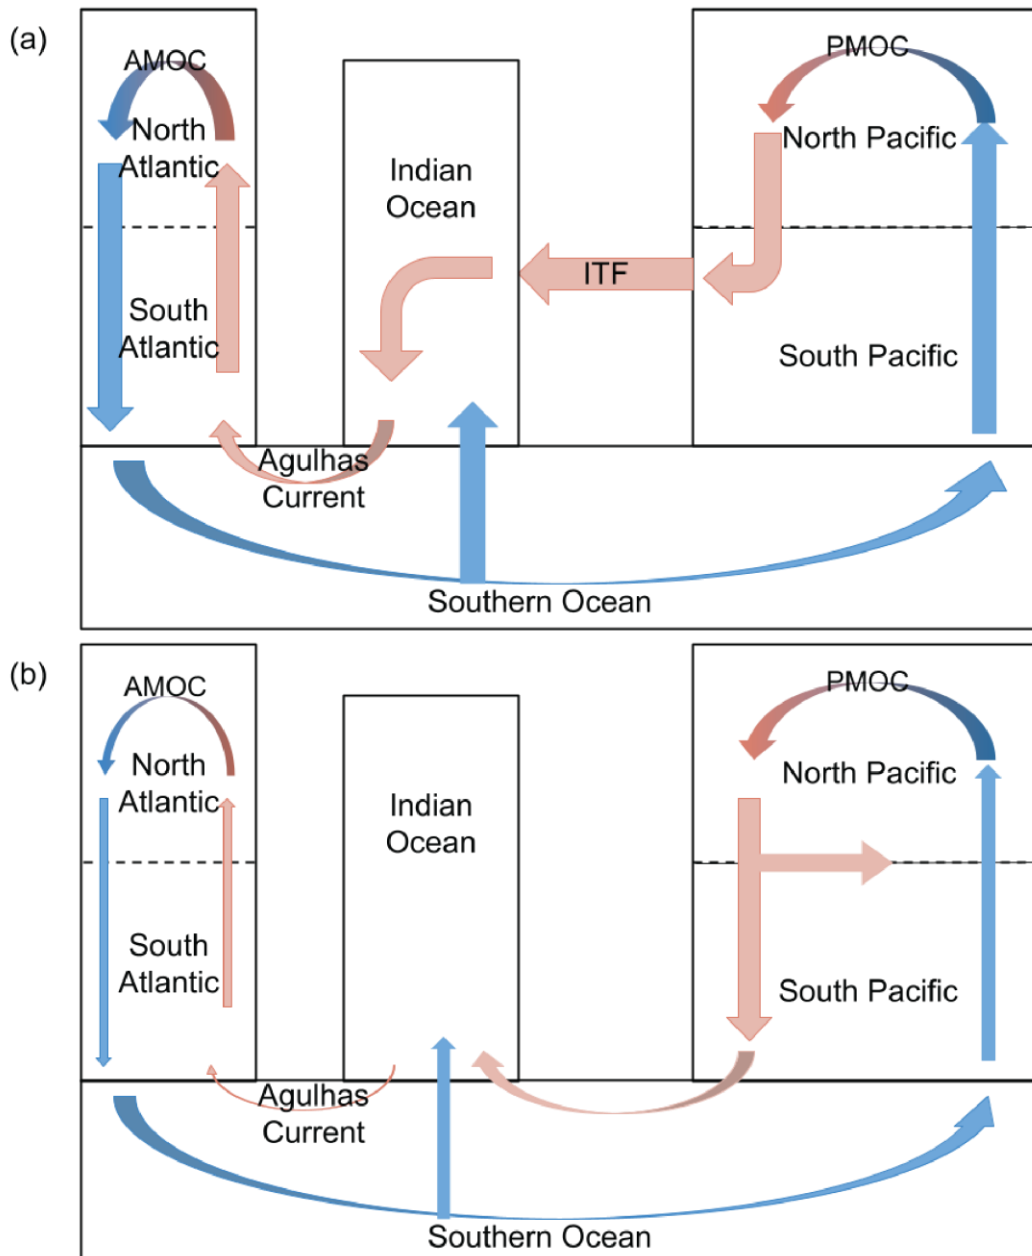 (a)
AMOC
North
Atlantic
South
Atlantic
Indian
Ocean
ITF
PMOC
North Pacific
South Pacific
Agulhas
Current
Southern Ocean
(b)
AMOC
North
Atlantic
South
Atlantic
Indian
Ocean
PMOC
North Pacific
South Pacific
Agulhas
Current
Southern Ocean